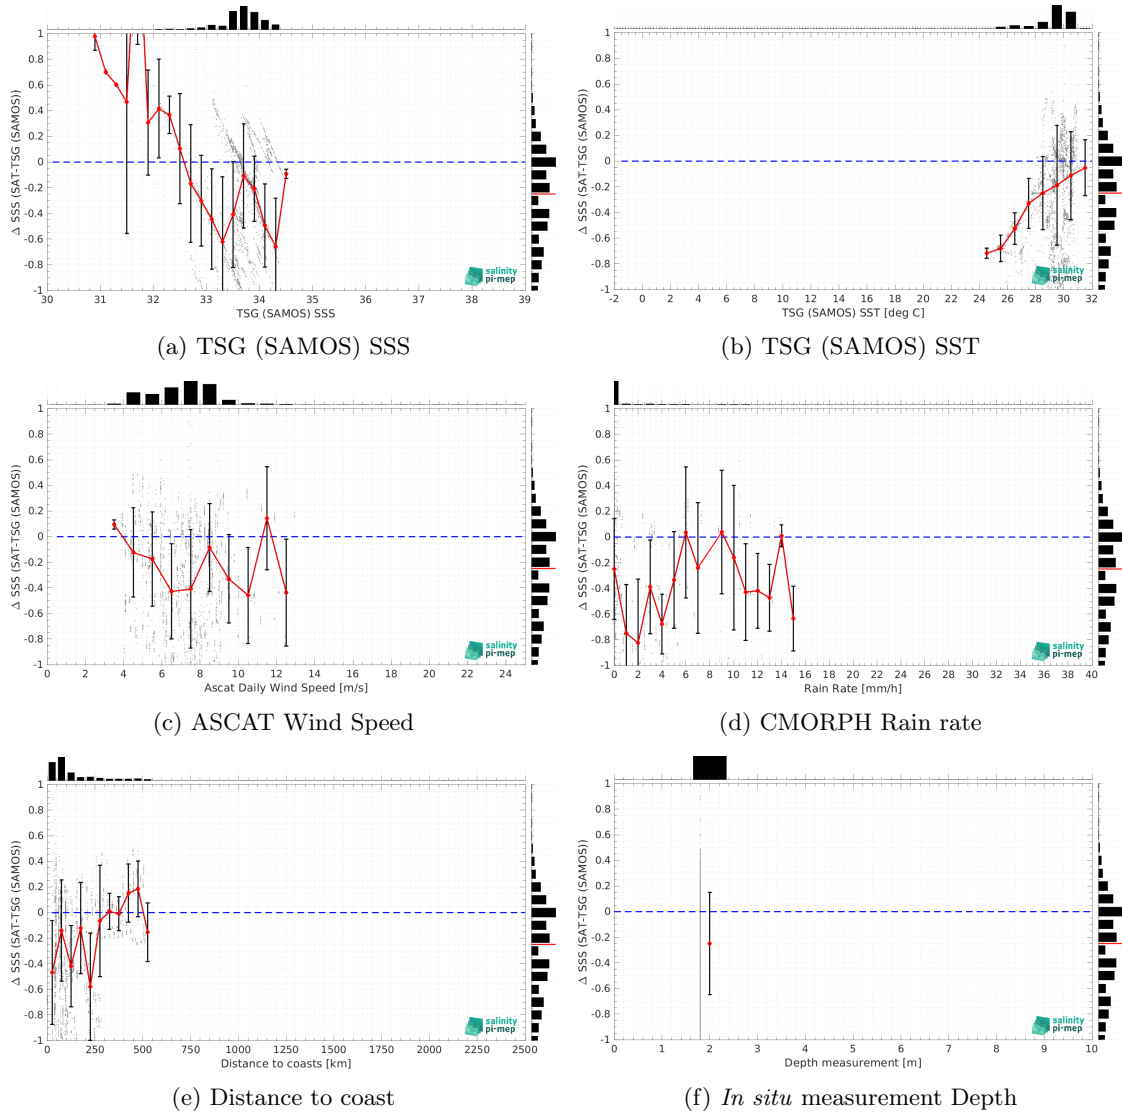 1
0.8
0.6
0.4
0.2
0
-0.2
-0.4
-0.6
-0.8
-1
Δ SSS (SAT-TSG (SAMOS))
salinity
pi-mep
30 31 32 33 34 35 36 37 38 39
TSG (SAMOS) SSS
(a) TSG (SAMOS) SSS
1
0.8
0.6
0.4
0.2
0
-0.2
-0.4
-0.6
-0.8
-1
Δ SSS (SAT-TSG (SAMOS))
salinity
pi-mep
-2 0 2 4 6 8 10 12 14 16 18 20 22 24 26 28 30 32
TSG (SAMOS) SST [deg C]
(b) TSG (SAMOS) SST
1
0.8
0.6
0.4
0.2
0
-0.2
-0.4
-0.6
-0.8
-1
Δ SSS (SAT-TSG (SAMOS))
salinity
pi-mep
0 2 4 6 8 10 12 14 16 18 20 22 24
Ascat Daily Wind Speed [m/s]
(c) ASCAT Wind Speed
1
0.8
0.6
0.4
0.2
0
-0.2
-0.4
-0.6
-0.8
-1
Δ SSS (SAT-TSG (SAMOS))
salinity
pi-mep
0 2 4 6 8 10 12 14 16 18 20 22 24 26 28 30 32 34 36 38 40
Rain Rate [mm/h]
(d) CMORPH Rain rate
1
0.8
0.6
0.4
0.2
0
-0.2
-0.4
-0.6
-0.8
-1
Δ SSS (SAT-TSG (SAMOS))
salinity
pi-mep
0 250 500 750 1000 1250 1500 1750 2000 2250 2500
Distance to coasts [km]
(e) Distance to coast
1
0.8
0.6
0.4
0.2
0
-0.2
-0.4
-0.6
-0.8
-1
Δ SSS (SAT-TSG (SAMOS))
salinity
pi-mep
0 1 2 3 4 5 6 7 8 9 10
Depth measurement [m]
(f) In situ measurement Depth